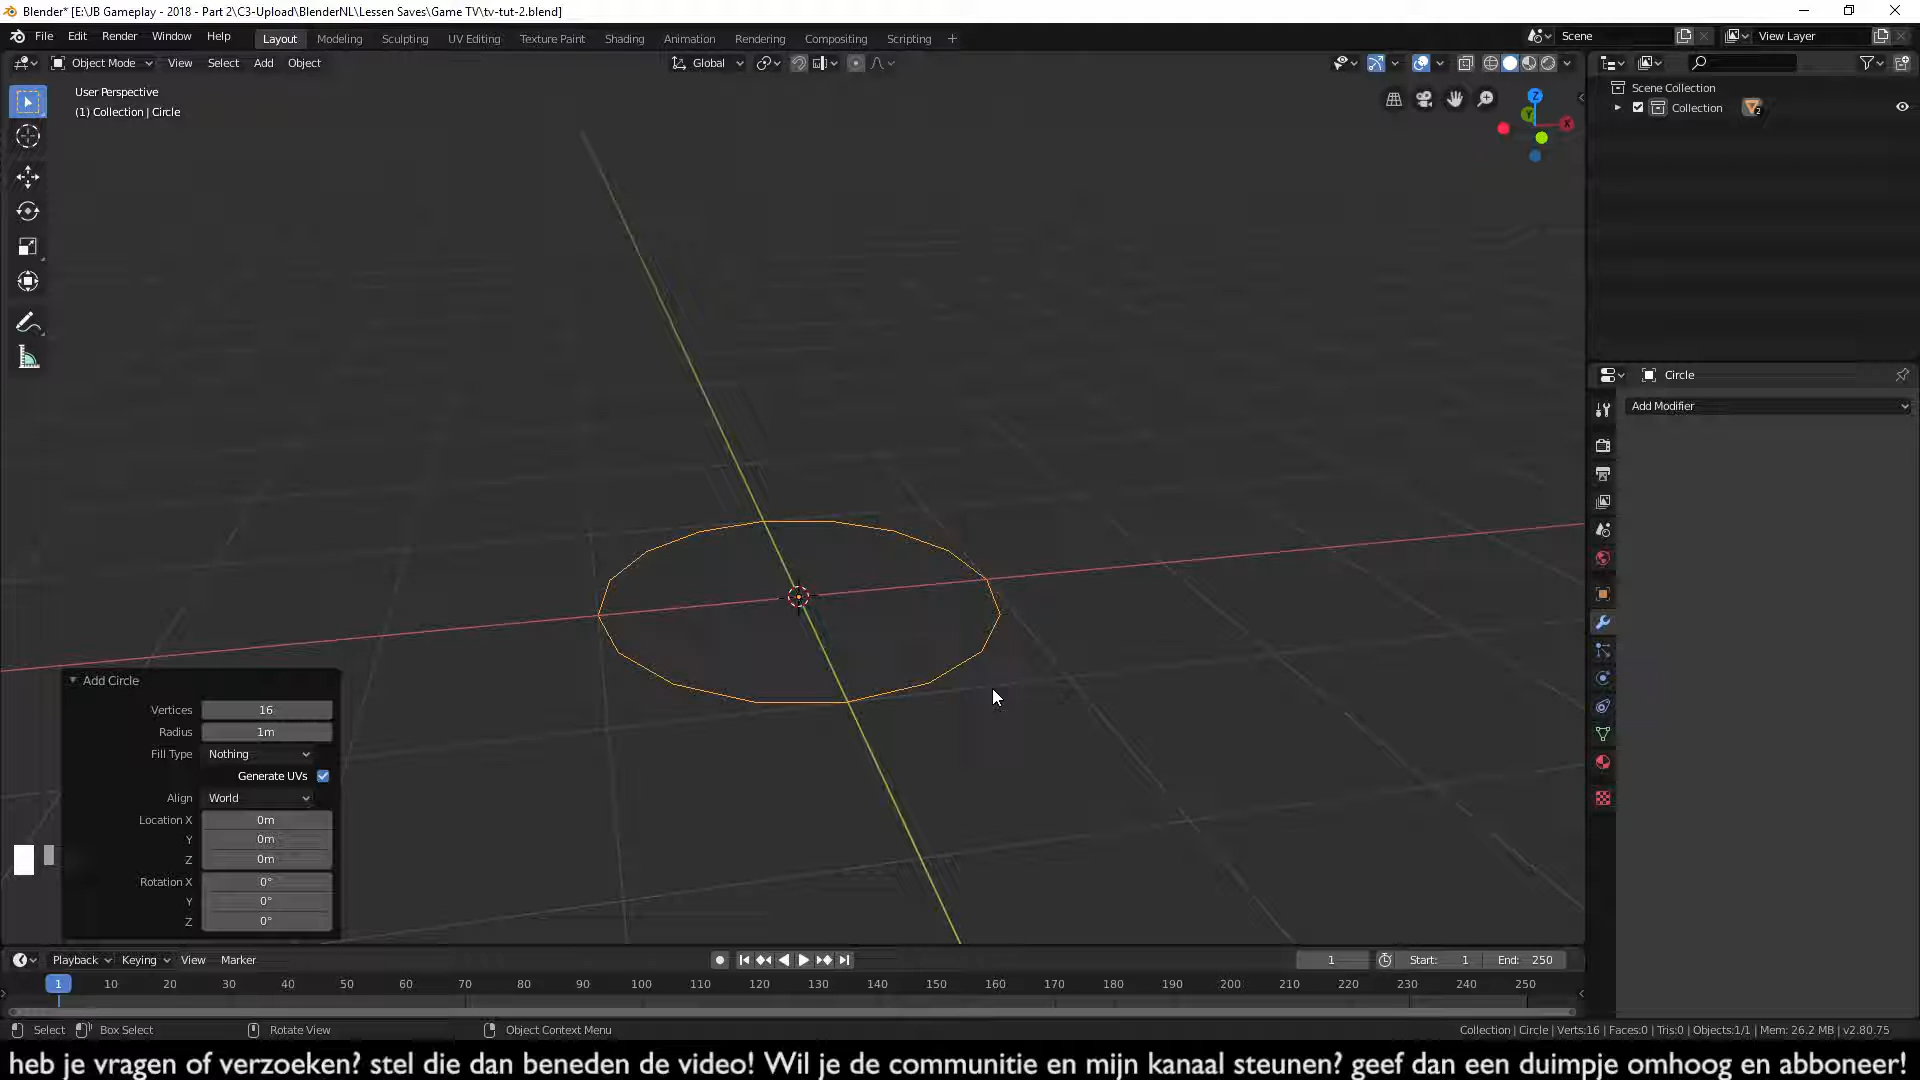 Blender* [E:\JB Gameplay - 2018 - Part 2\C3-Upload\BlenderNL\Lessen Saves\Game TV\tv-tut-2.blend]
File Edit Render Window Help
Layout Modeling Sculpting UV Editing Texture Paint Shading Animation Rendering Compositing Scripting
Scene
View Layer
Object Mode View Select Add Object
Global
User Perspective
(1) Collection | Circle
Z
Y
X
Scene Collection
Collection
2
Circle
Add Modifier
Add Circle
Vertices 16
Radius 1m
Fill Type Nothing
Generate UVs
Align World
Location X 0m
Y 0m
Z 0m
Rotation X 0°
Y 0°
Z 0°
Playback Keying View Marker
1
Start: 1
End: 250
1 10 20 30 40 50 60 70 80 90 100 110 120 130 140 150 160 170 180 190 200 210 220 230 240 250
Select Box Select Rotate View Object Context Menu
Collection | Circle | Verts:16 | Faces:0 | Tris:0 | Objects:1/1 | Mem: 26.2 MB | v2.80.75
heb je vragen of verzoeken? stel die dan beneden de video! Wil je de communitie en mijn kanaal steunen? geef dan een duimpje omhoog en abboneer!